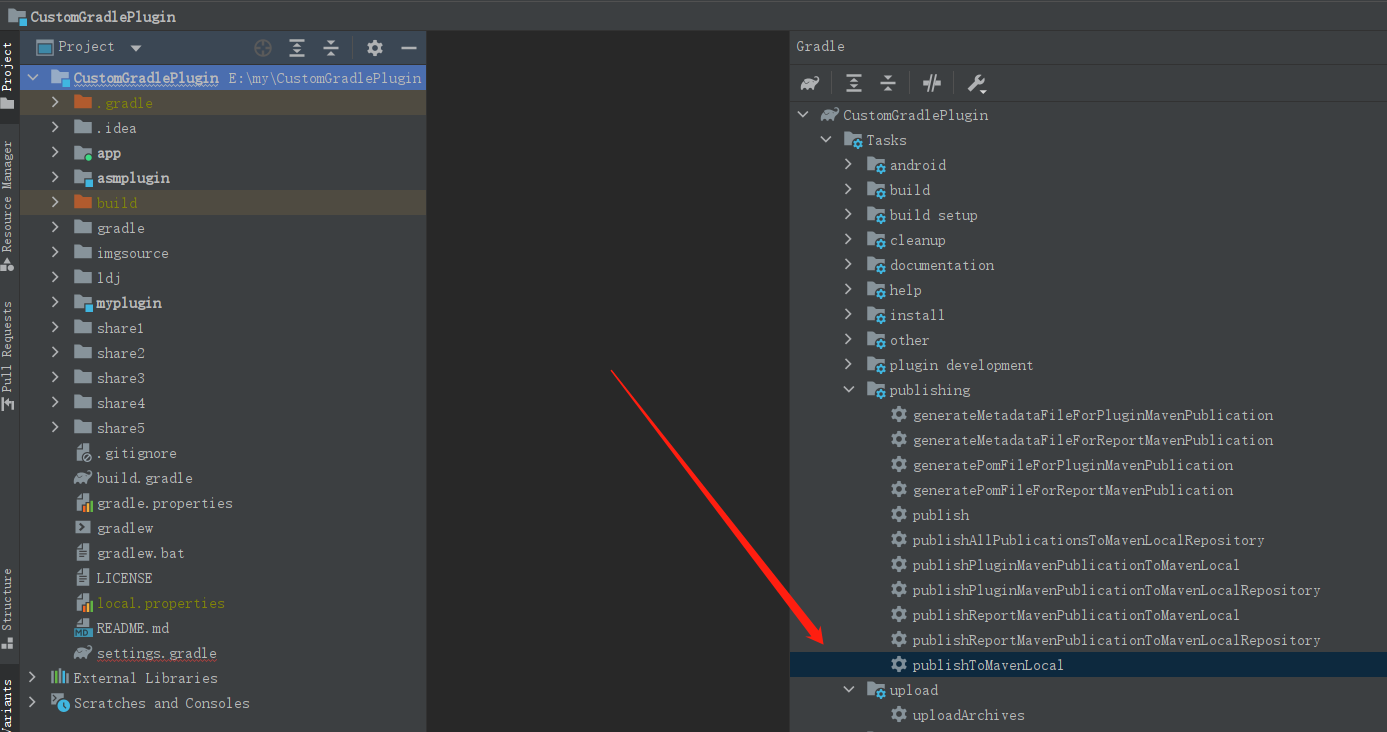 CustomGradlePlugin
Project
Resource Manager
Pull Requests
Structure
Variants
Project
CustomGradlePlugin E:\my\CustomGradlePlugin
.gradle
.idea
app
asmplugin
build
gradle
imgsource
ldj
myplugin
share1
share2
share3
share4
share5
.gitignore
build.gradle
gradle.properties
gradlew
gradlew.bat
LICENSE
local.properties
MD README.md
settings.gradle
External Libraries
Scratches and Consoles
Gradle
CustomGradlePlugin
Tasks
android
build
build setup
cleanup
documentation
help
install
other
plugin development
publishing
generateMetadataFileForPluginMavenPublication
generateMetadataFileForReportMavenPublication
generatePomFileForPluginMavenPublication
generatePomFileForReportMavenPublication
publish
publishAllPublicationsToMavenLocalRepository
publishPluginMavenPublicationToMavenLocal
publishPluginMavenPublicationToMavenLocalRepository
publishReportMavenPublicationToMavenLocal
publishReportMavenPublicationToMavenLocalRepository
publishToMavenLocal
upload
uploadArchives